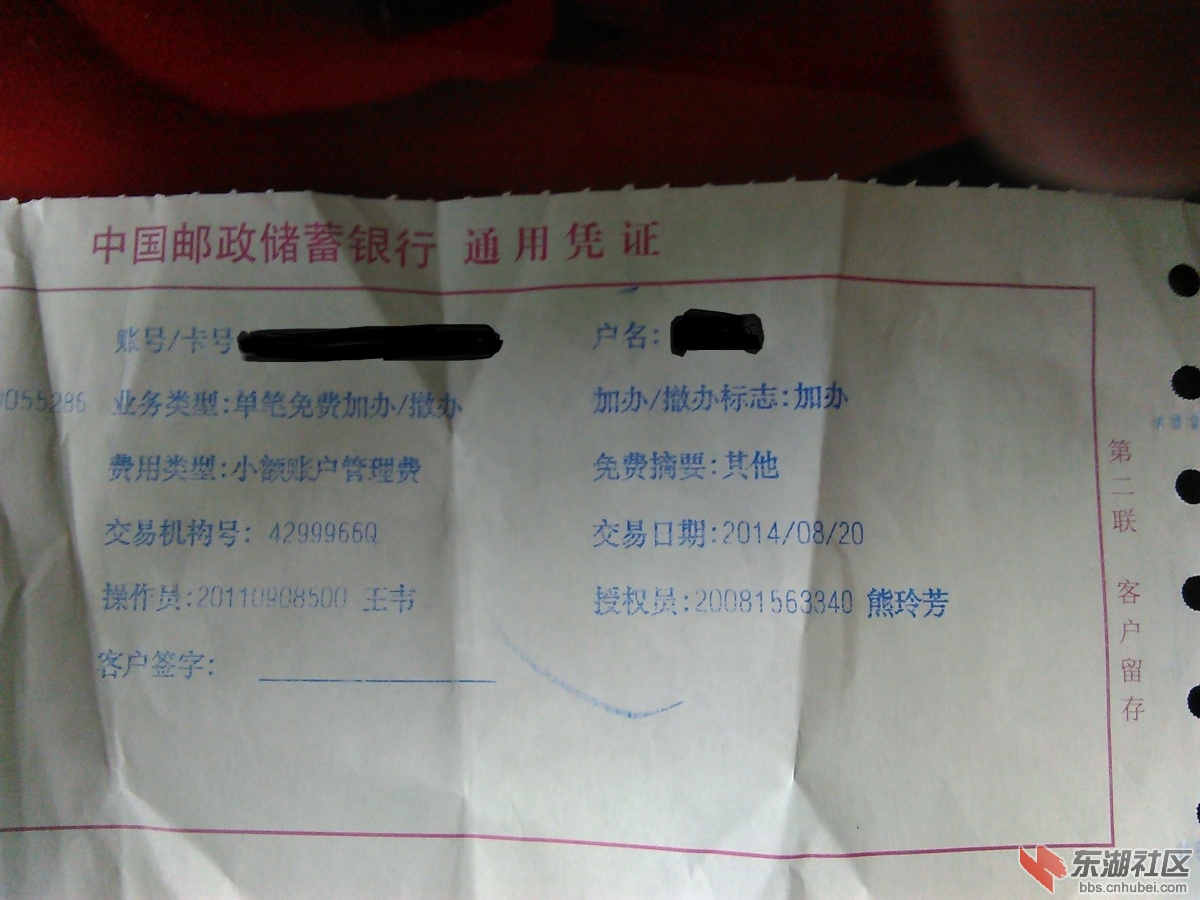 中国邮政储蓄银行 通用凭证
账号/卡号 户名:
0055286 业务类型:单笔免费加办/撤办 加办/撤办标志:加办
费用类型:小额账户管理费 免费摘要:其他
交易机构号: 4299966Q 交易日期:2014/08/20
操作员:20110908500 王韦 授权员:20081563340 熊玲芳
客户签字:
第二联 客户留存
东湖社区
bbs.cnhubei.com